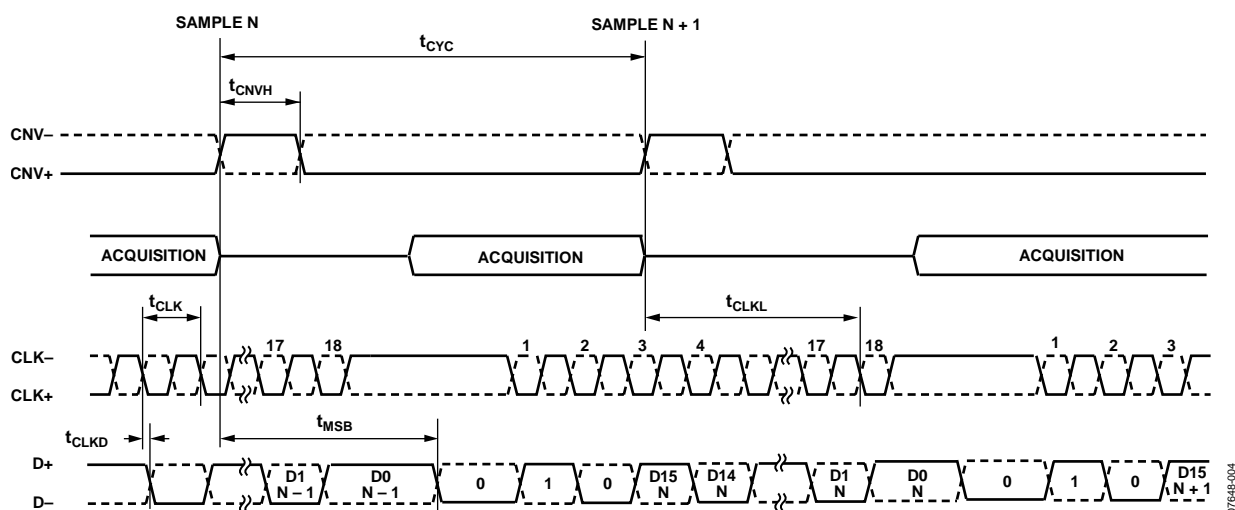 SAMPLE N
SAMPLE N + 1
tCYC
tCNVH
CNV–
CNV+
ACQUISITION
ACQUISITION
ACQUISITION
tCLK
tCLKL
CLK–
CLK+
17
18
1
2
3
4
17
18
1
2
3
tCLKD
tMSB
D+
D–
D1
N – 1
D0
N – 1
0
1
0
D15
N
D14
N
D1
N
D0
N
0
1
0
D15
N + 1
07648-004